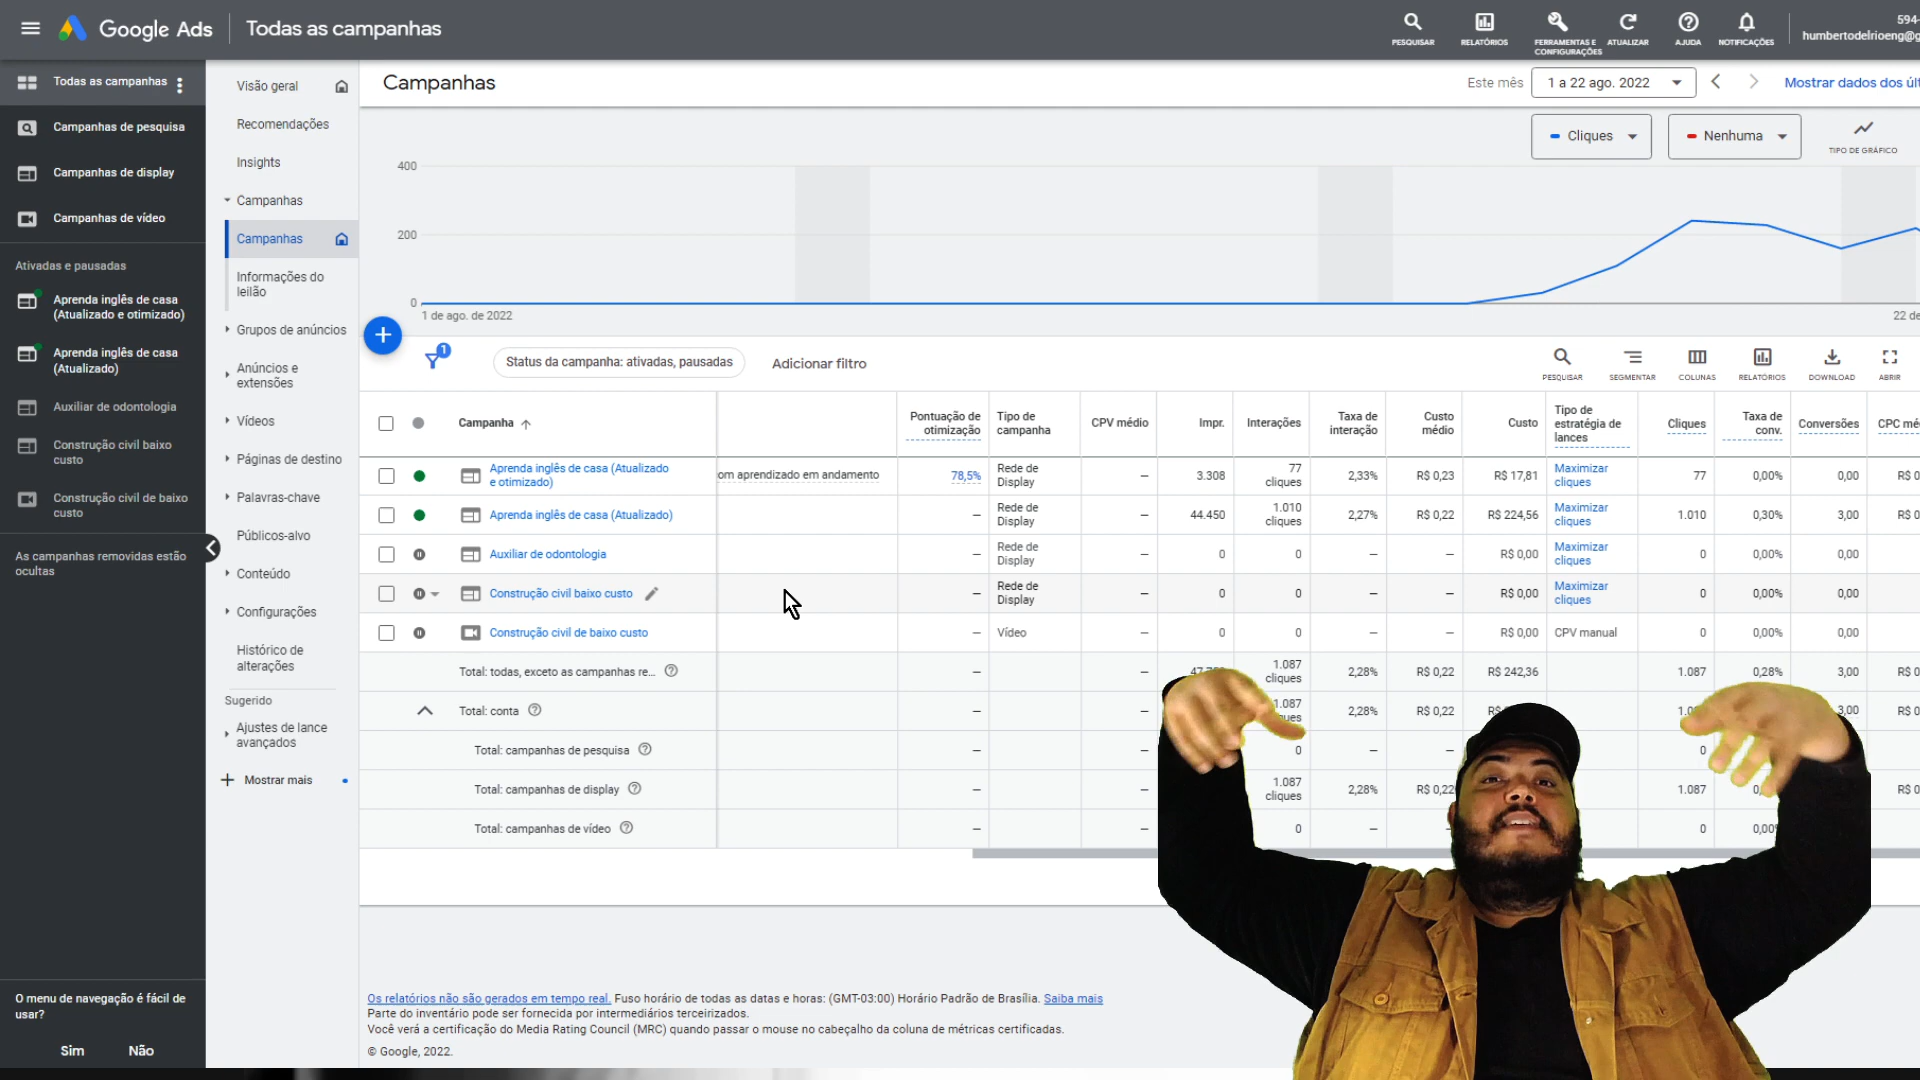 Google Ads
Todas as campanhas
PESQUISAR
RELATÓRIOS
FERRAMENTAS E
CONFIGURAÇÕES
ATUALIZAR
AJUDA
NOTIFICAÇÕES
594-
humbertodelrioeng@g
Todas as campanhas
Campanhas de pesquisa
Campanhas de display
Campanhas de vídeo
Ativadas e pausadas
Aprenda inglês de casa
(Atualizado e otimizado)
Aprenda inglês de casa
(Atualizado)
Auxiliar de odontologia
Construção civil baixo
custo
Construção civil de baixo
custo
As campanhas removidas estão
ocultas
O menu de navegação é fácil de
usar?
Sim Não
Visão geral
Recomendações
Insights
Campanhas
Campanhas
Informações do
leilão
Grupos de anúncios
Anúncios e
extensões
Vídeos
Páginas de destino
Palavras-chave
Públicos-alvo
Conteúdo
Configurações
Histórico de
alterações
Sugerido
Ajustes de lance
avançados
Mostrar mais
Campanhas
Este mês 1 a 22 ago. 2022 Mostrar dados dos últ
Cliques Nenhuma
TIPO DE GRÁFICO
400
200
0
1 de ago. de 2022 22 de
1
Status da campanha: ativadas, pausadas Adicionar filtro
PESQUISAR SEGMENTAR COLUNAS RELATÓRIOS DOWNLOAD ABRIR
Campanha Pontuação de otimização Tipo de campanha CPV médio Impr. Interações Taxa de interação Custo médio Custo Tipo de estratégia de lances Cliques Taxa de conv. Conversões CPC mé
Aprenda inglês de casa (Atualizado e otimizado) om aprendizado em andamento 78,5% Rede de Display – 3.308 77 cliques 2,33% R$ 0,23 R$ 17,81 Maximizar cliques 77 0,00% 0,00 R$ 0
Aprenda inglês de casa (Atualizado) – Rede de Display – 44.450 1.010 cliques 2,27% R$ 0,22 R$ 224,56 Maximizar cliques 1.010 0,30% 3,00 R$ 0
Auxiliar de odontologia – Rede de Display – 0 0 – – R$ 0,00 Maximizar cliques 0 0,00% 0,00
Construção civil baixo custo – Rede de Display – 0 0 – – R$ 0,00 Maximizar cliques 0 0,00% 0,00
Construção civil de baixo custo – Vídeo – 0 0 – – R$ 0,00 CPV manual 0 0,00% 0,00
Total: todas, exceto as campanhas re... – – 1.087 cliques 2,28% R$ 0,22 R$ 242,36 1.087 0,28% 3,00 R$ 0
Total: conta – – 1.087 2,28% R$ 0,22 3,00 R$ 0
Total: campanhas de pesquisa – – 0 – – 0
Total: campanhas de display – – 1.087 cliques 2,28% R$ 0,22 1.087 R$ 0
Total: campanhas de vídeo – – 0 – – 0 0,00%
Os relatórios não são gerados em tempo real. Fuso horário de todas as datas e horas: (GMT-03:00) Horário Padrão de Brasília. Saiba mais
Parte do inventário pode ser fornecida por intermediários terceirizados.
Você verá a certificação do Media Rating Council (MRC) quando passar o mouse no cabeçalho da coluna de métricas certificadas.
© Google, 2022.